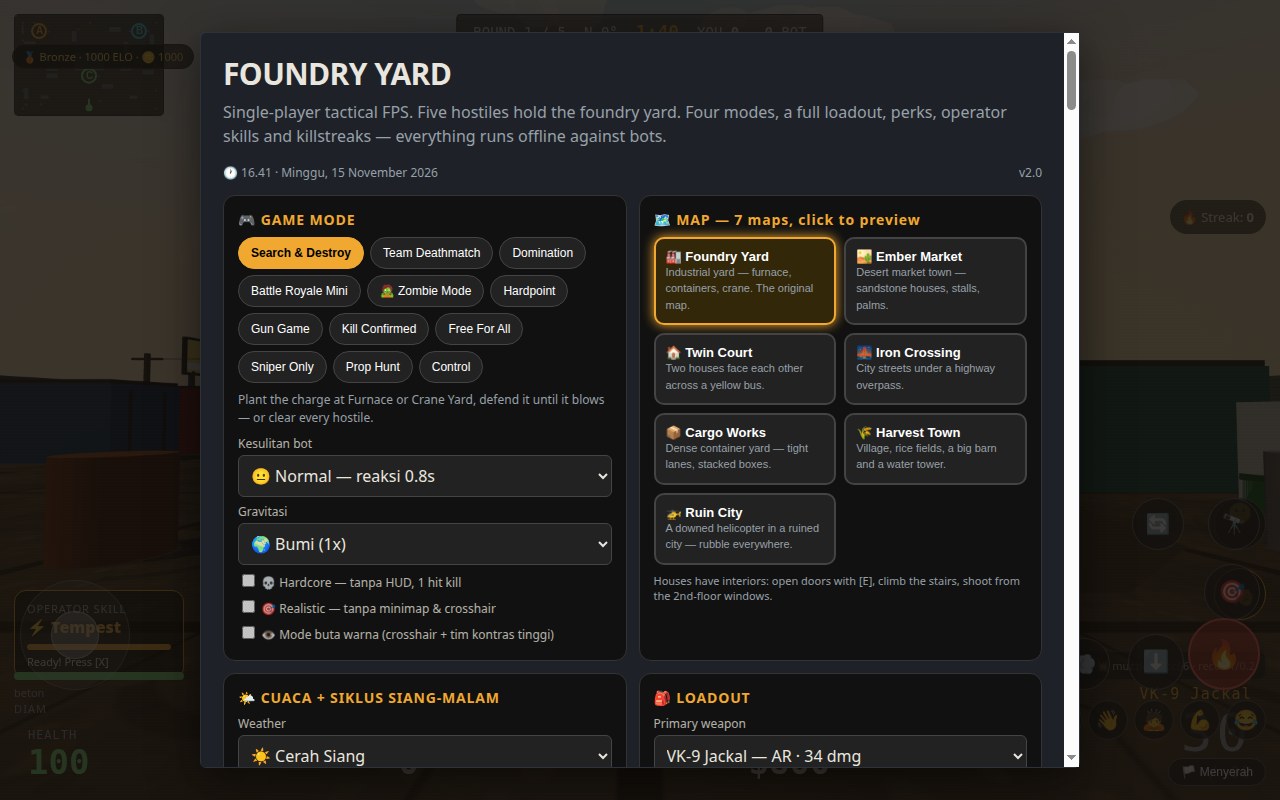 FOUNDRY YARD
Single-player tactical FPS. Five hostiles hold the foundry yard. Four modes, a full loadout, perks, operator
skills and killstreaks — everything runs offline against bots.
🕐 16.41 · Minggu, 15 November 2026
v2.0
🎮 GAME MODE
Search & Destroy
Team Deathmatch
Domination
Battle Royale Mini
🧟 Zombie Mode
Hardpoint
Gun Game
Kill Confirmed
Free For All
Sniper Only
Prop Hunt
Control
Plant the charge at Furnace or Crane Yard, defend it until it blows
— or clear every hostile.
Kesulitan bot
😐 Normal — reaksi 0.8s
Gravitasi
🌍 Bumi (1x)
💀 Hardcore — tanpa HUD, 1 hit kill
🎯 Realistic — tanpa minimap & crosshair
👁️ Mode buta warna (crosshair + tim kontras tinggi)
🗺️ MAP — 7 maps, click to preview
🏭 Foundry Yard
Industrial yard — furnace,
containers, crane. The original
map.
🏜️ Ember Market
Desert market town —
sandstone houses, stalls,
palms.
🏠 Twin Court
Two houses face each other
across a yellow bus.
🌉 Iron Crossing
City streets under a highway
overpass.
📦 Cargo Works
Dense container yard — tight
lanes, stacked boxes.
🌾 Harvest Town
Village, rice fields, a big barn
and a water tower.
🚁 Ruin City
A downed helicopter in a ruined
city — rubble everywhere.
Houses have interiors: open doors with [E], climb the stairs, shoot from
the 2nd-floor windows.
🌤️ CUACA + SIKLUS SIANG-MALAM
Weather
☀️ Cerah Siang
🎒 LOADOUT
Primary weapon
VK-9 Jackal — AR · 34 dmg
A
B
C
🏅 Bronze · 1000 ELO · 🪙 1000
🔥 Streak: 0
OPERATOR SKILL
⚡ Tempest
Ready! Press [X]
beton
DIAM
HEALTH
100
VK-9 Jackal
30
🏳️ Menyerah